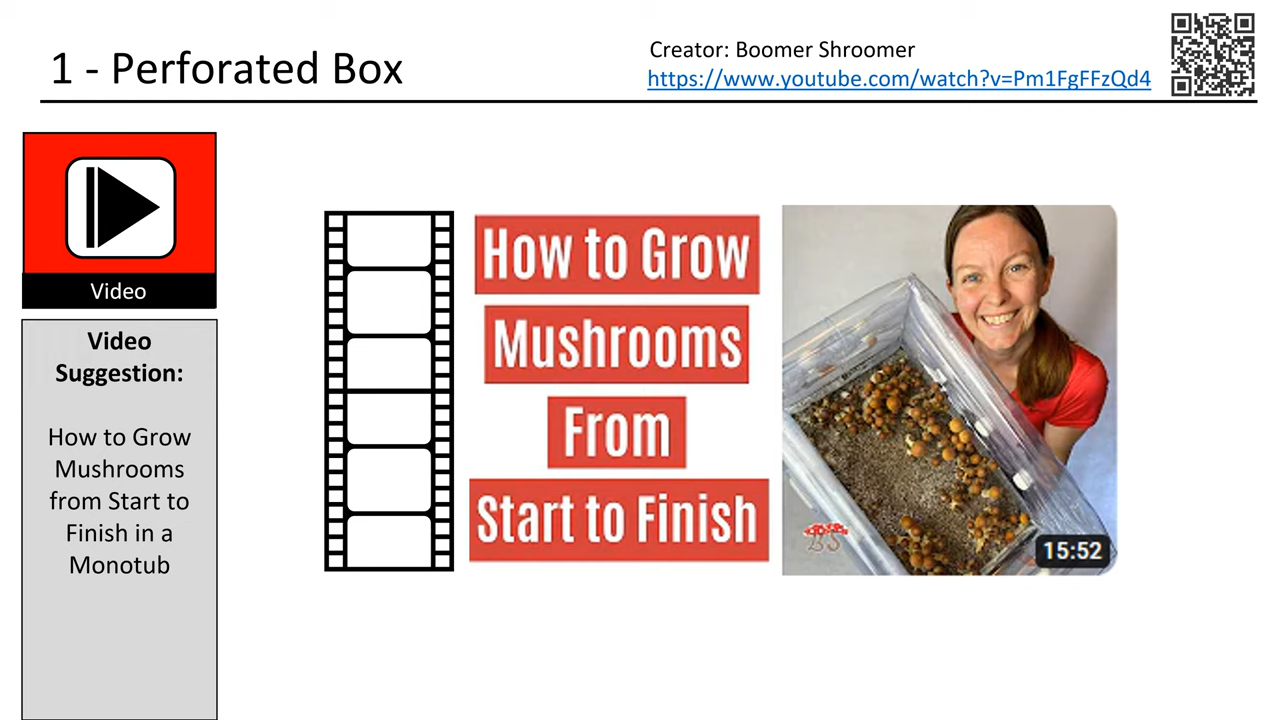 1 - Perforated Box
Creator: Boomer Shroomer
https://www.youtube.com/watch?v=Pm1FgFFzQd4
Video
Video
Suggestion:
How to Grow
Mushrooms
from Start to
Finish in a
Monotub
How to Grow
Mushrooms
From
Start to Finish
BS
15:52